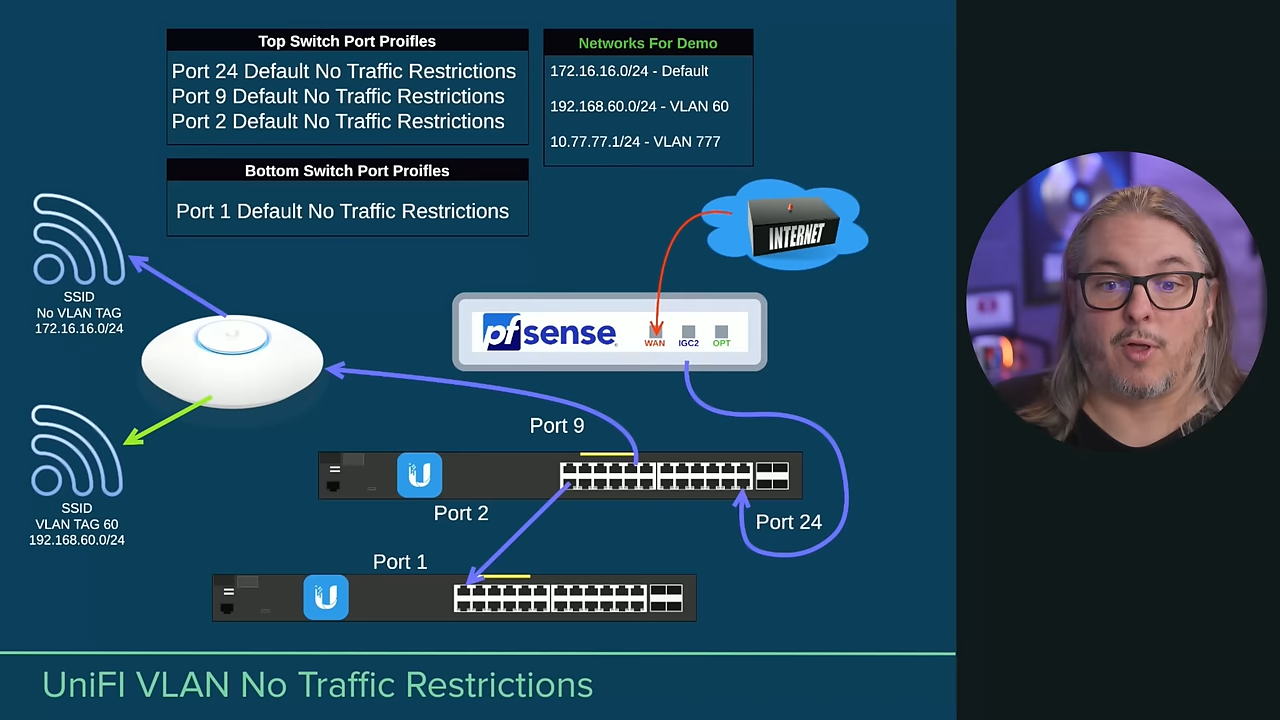 Top Switch Port Proifles
Port 24 Default No Traffic Restrictions
Port 9 Default No Traffic Restrictions
Port 2 Default No Traffic Restrictions
Networks For Demo
172.16.16.0/24 - Default
192.168.60.0/24 - VLAN 60
10.77.77.1/24 - VLAN 777
Bottom Switch Port Proifles
Port 1 Default No Traffic Restrictions
INTERNET
SSID
No VLAN TAG
172.16.16.0/24
pfsense
WAN
IGC2
OPT
SSID
VLAN TAG 60
192.168.60.0/24
Port 9
Port 2
Port 24
Port 1
UniFI VLAN No Traffic Restrictions